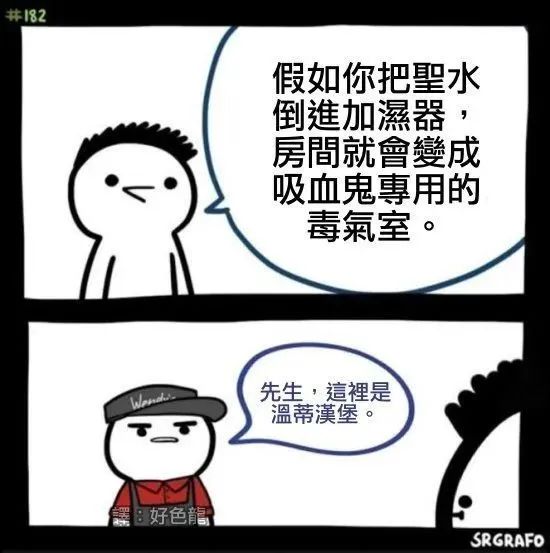 #182
假如你把聖水
倒進加濕器，
房間就會變成
吸血鬼專用的
毒氣室。
Wendy's
先生，這裡是
溫蒂漢堡。
譯：好色龍
SRGRAFO